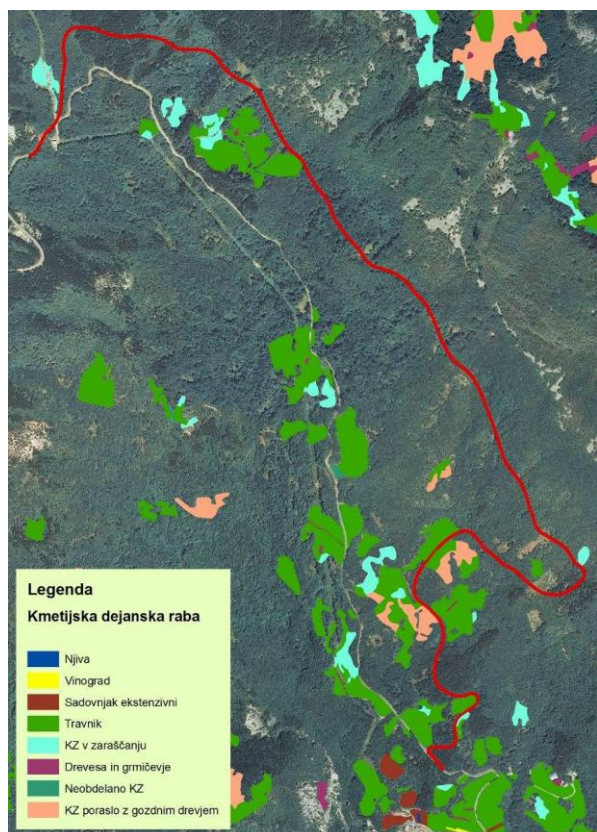 Legenda
Kmetijska dejanska raba
Njiva
Vinograd
Sadovnjak ekstenzivni
Travnik
KZ v zaraščanju
Drevesa in grmičevje
Neobdelano KZ
KZ poraslo z gozdnim drevjem